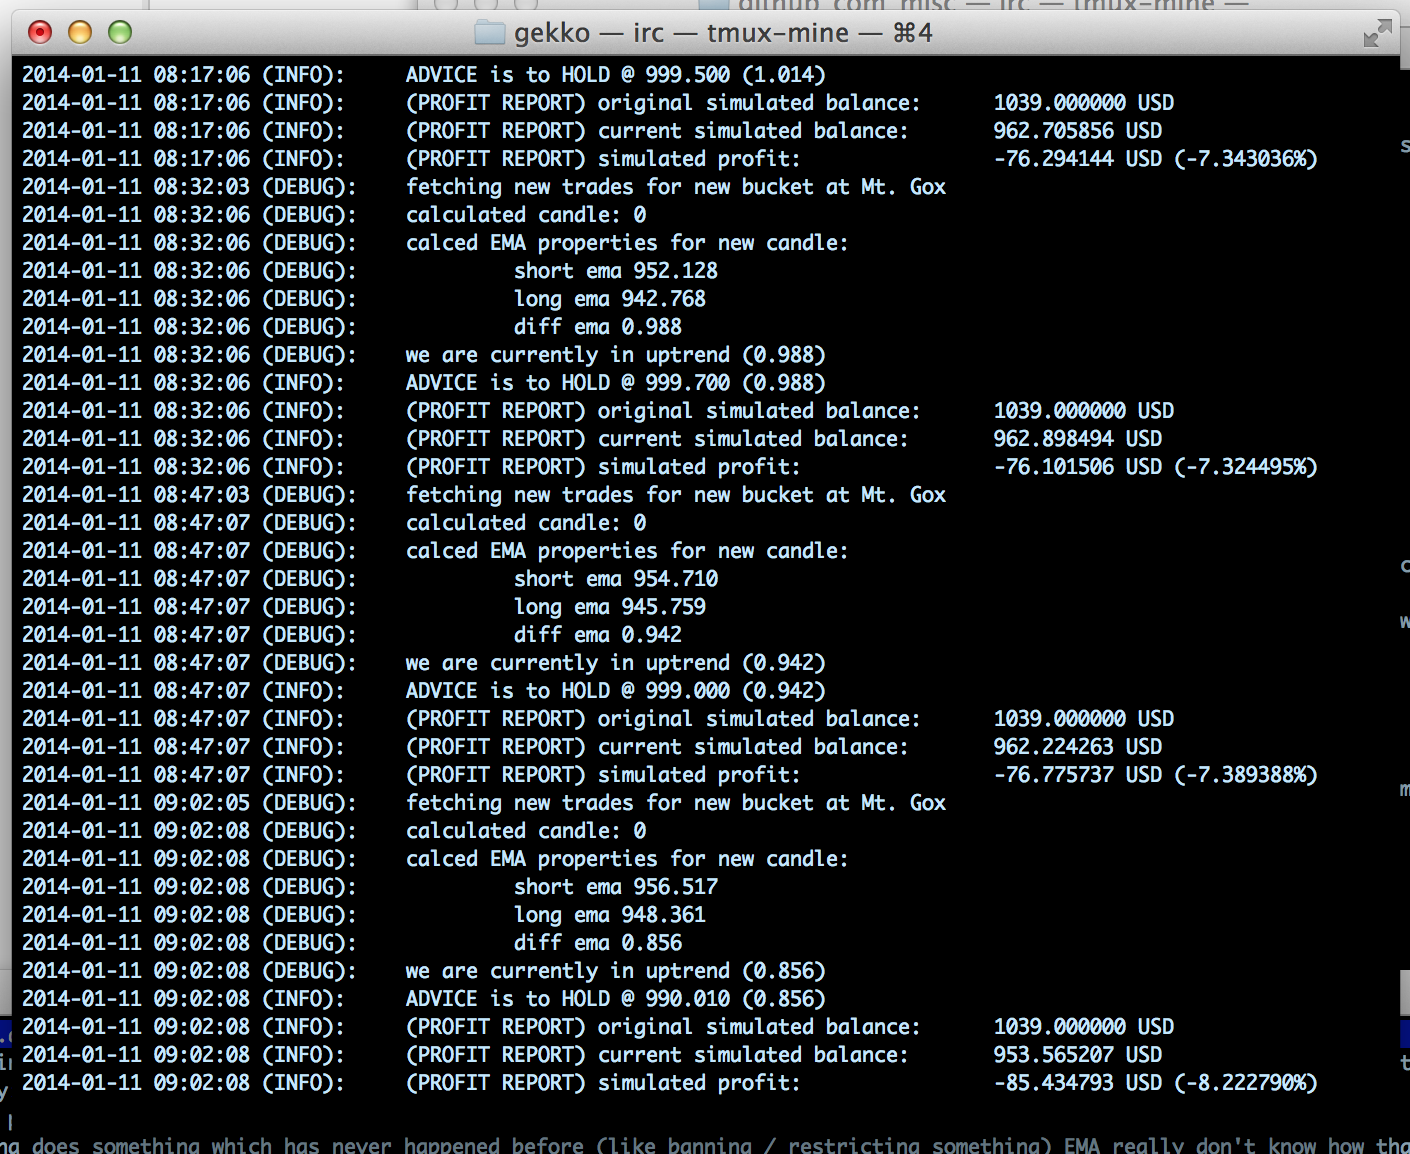 github_com_misc — irc — tmux-mine —
gekko — irc — tmux-mine — ⌘4
2014-01-11 08:17:06 (INFO): ADVICE is to HOLD @ 999.500 (1.014)
2014-01-11 08:17:06 (INFO): (PROFIT REPORT) original simulated balance: 1039.000000 USD
2014-01-11 08:17:06 (INFO): (PROFIT REPORT) current simulated balance: 962.705856 USD
2014-01-11 08:17:06 (INFO): (PROFIT REPORT) simulated profit: -76.294144 USD (-7.343036%)
2014-01-11 08:32:03 (DEBUG): fetching new trades for new bucket at Mt. Gox
2014-01-11 08:32:06 (DEBUG): calculated candle: 0
2014-01-11 08:32:06 (DEBUG): calced EMA properties for new candle:
2014-01-11 08:32:06 (DEBUG): short ema 952.128
2014-01-11 08:32:06 (DEBUG): long ema 942.768
2014-01-11 08:32:06 (DEBUG): diff ema 0.988
2014-01-11 08:32:06 (DEBUG): we are currently in uptrend (0.988)
2014-01-11 08:32:06 (INFO): ADVICE is to HOLD @ 999.700 (0.988)
2014-01-11 08:32:06 (INFO): (PROFIT REPORT) original simulated balance: 1039.000000 USD
2014-01-11 08:32:06 (INFO): (PROFIT REPORT) current simulated balance: 962.898494 USD
2014-01-11 08:32:06 (INFO): (PROFIT REPORT) simulated profit: -76.101506 USD (-7.324495%)
2014-01-11 08:47:03 (DEBUG): fetching new trades for new bucket at Mt. Gox
2014-01-11 08:47:07 (DEBUG): calculated candle: 0
2014-01-11 08:47:07 (DEBUG): calced EMA properties for new candle:
2014-01-11 08:47:07 (DEBUG): short ema 954.710
2014-01-11 08:47:07 (DEBUG): long ema 945.759
2014-01-11 08:47:07 (DEBUG): diff ema 0.942
2014-01-11 08:47:07 (DEBUG): we are currently in uptrend (0.942)
2014-01-11 08:47:07 (INFO): ADVICE is to HOLD @ 999.000 (0.942)
2014-01-11 08:47:07 (INFO): (PROFIT REPORT) original simulated balance: 1039.000000 USD
2014-01-11 08:47:07 (INFO): (PROFIT REPORT) current simulated balance: 962.224263 USD
2014-01-11 08:47:07 (INFO): (PROFIT REPORT) simulated profit: -76.775737 USD (-7.389388%)
2014-01-11 09:02:05 (DEBUG): fetching new trades for new bucket at Mt. Gox
2014-01-11 09:02:08 (DEBUG): calculated candle: 0
2014-01-11 09:02:08 (DEBUG): calced EMA properties for new candle:
2014-01-11 09:02:08 (DEBUG): short ema 956.517
2014-01-11 09:02:08 (DEBUG): long ema 948.361
2014-01-11 09:02:08 (DEBUG): diff ema 0.856
2014-01-11 09:02:08 (DEBUG): we are currently in uptrend (0.856)
2014-01-11 09:02:08 (INFO): ADVICE is to HOLD @ 990.010 (0.856)
2014-01-11 09:02:08 (INFO): (PROFIT REPORT) original simulated balance: 1039.000000 USD
2014-01-11 09:02:08 (INFO): (PROFIT REPORT) current simulated balance: 953.565207 USD
2014-01-11 09:02:08 (INFO): (PROFIT REPORT) simulated profit: -85.434793 USD (-8.222790%)
does something which has never happened before (like banning / restricting something) EMA really don't know how